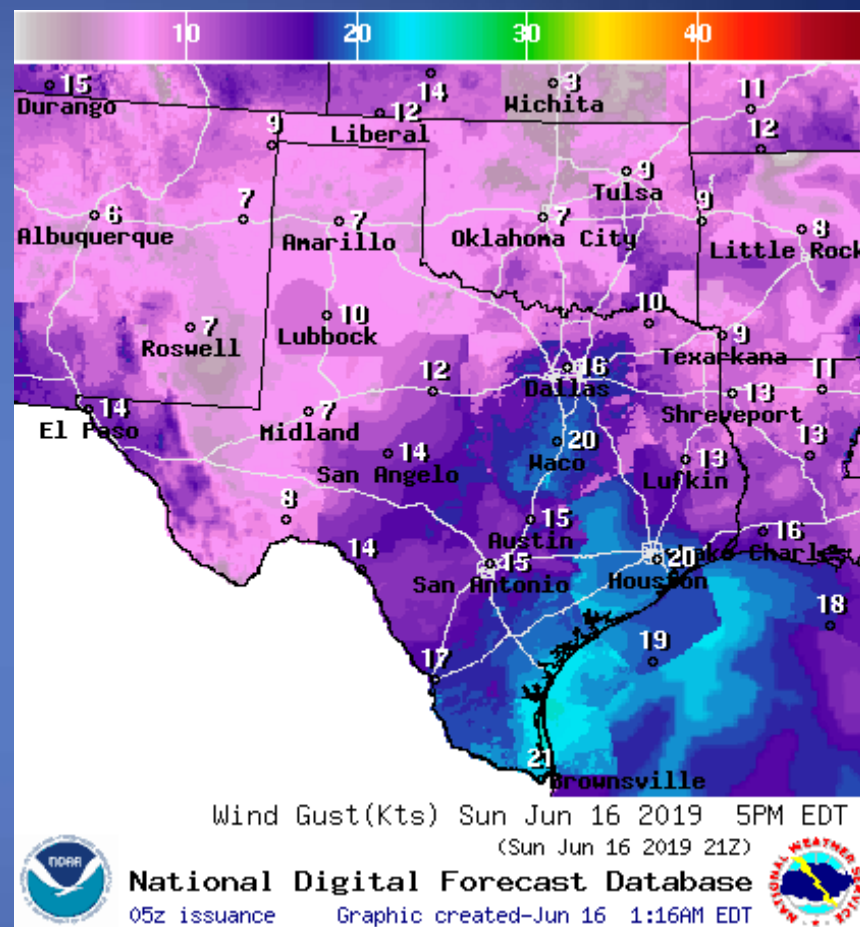 10 20 30 40
15 14 3 11
Durango Wichita
12 12
Liberal
9 9
Tulsa
6 7 7 7 9 8
Albuquerque Amarillo Oklahoma City Little Rock
7 10 10 9
Roswell Lubbock Texarkana
12 Dallas 13 11
14 7 Shreveport
El Paso Midland
14 20 13 13
San Angelo Waco Lufkin
8 15 16
Austin
14 15 20 Lake Charles
San Antonio Houston
18
17 19
21
Brownsville
Wind Gust(Kts) Sun Jun 16 2019 5PM EDT
(Sun Jun 16 2019 21Z)
NOAA
National Digital Forecast Database
05z issuance Graphic created-Jun 16 1:16AM EDT
NATIONAL WEATHER SERVICE